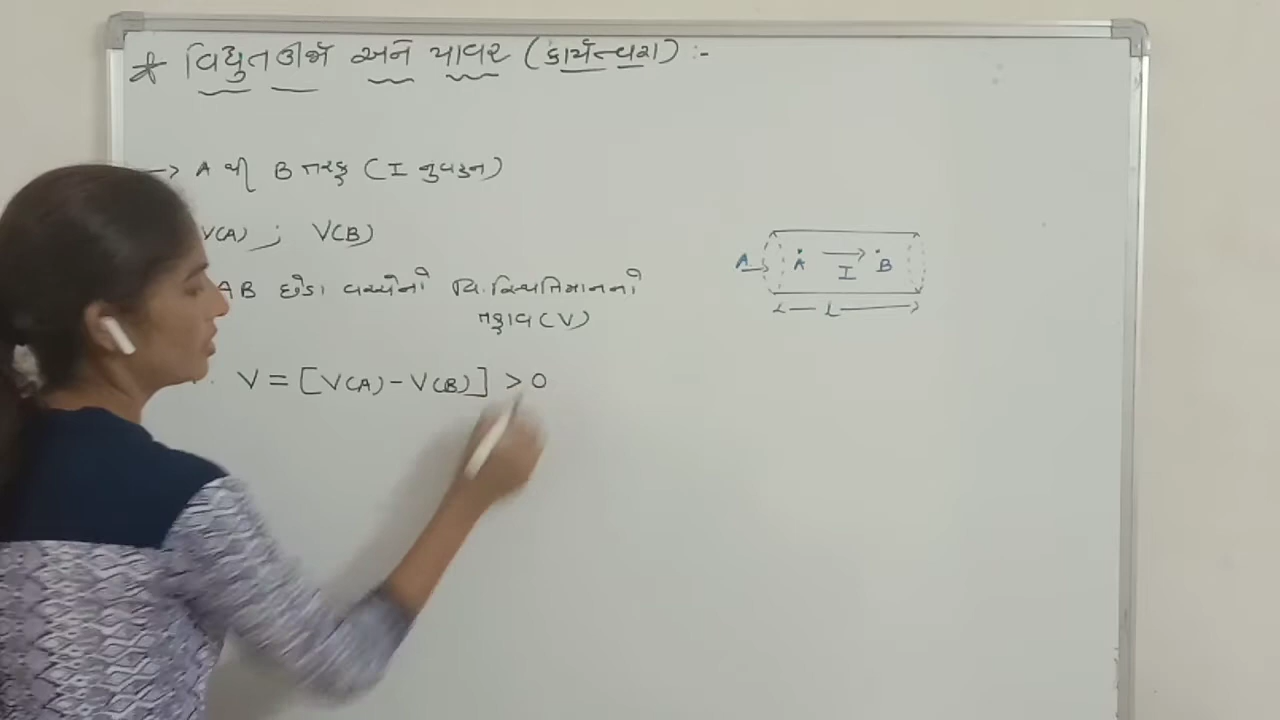 * વિદ્યુતઊર્જા અને પાવર (કાર્યત્વરા) :-
→ A થી B તરફ (I નુવહન)
V(A) ; V(B)
AB છેડા વચ્ચેનો વિ.સ્થિતિમાનનો
તફાવત (V)
V = [V(A) - V(B)] > 0
A → A I → B
L